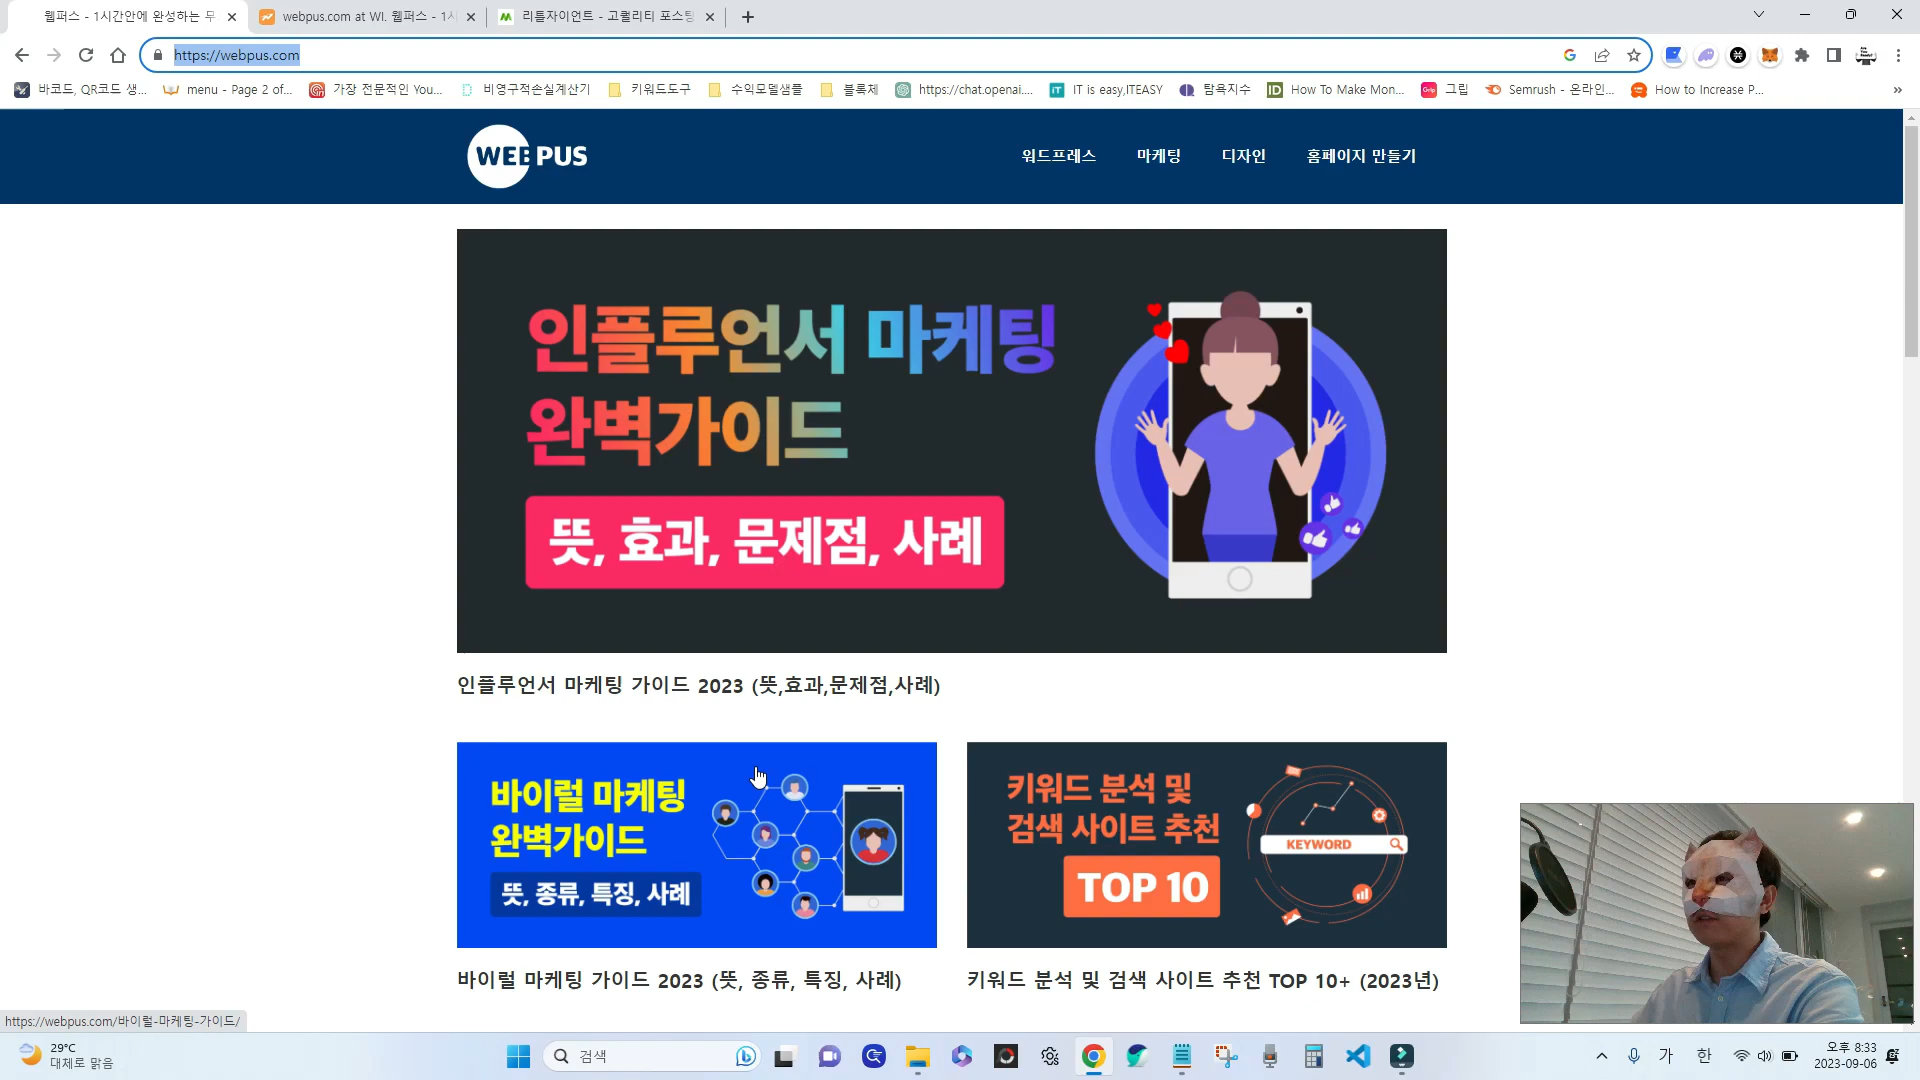 웹퍼스 - 1시간안에 완성하는 무
webpus.com at WI. 웹퍼스 - 1시
리틀자이언트 - 고퀄리티 포스팅
https://webpus.com
바코드, QR코드 생...
menu - Page 2 of...
가장 전문적인 You...
비영구적손실계산기
키워드도구
수익모델샘플
블록체
https://chat.openai....
IT is easy,ITEASY
탐욕지수
How To Make Mon...
그립
Semrush - 온라인...
How to Increase P...
WEBPUS
워드프레스
마케팅
디자인
홈페이지 만들기
인플루언서 마케팅
완벽가이드
뜻, 효과, 문제점, 사례
인플루언서 마케팅 가이드 2023 (뜻,효과,문제점,사례)
바이럴 마케팅
완벽가이드
뜻, 종류, 특징, 사례
키워드 분석 및
검색 사이트 추천
TOP 10
KEYWORD
바이럴 마케팅 가이드 2023 (뜻, 종류, 특징, 사례)
키워드 분석 및 검색 사이트 추천 TOP 10+ (2023년)
https://webpus.com/바이럴-마케팅-가이드/
29°C
대체로 맑음
검색
가
한
오후 8:33
2023-09-06